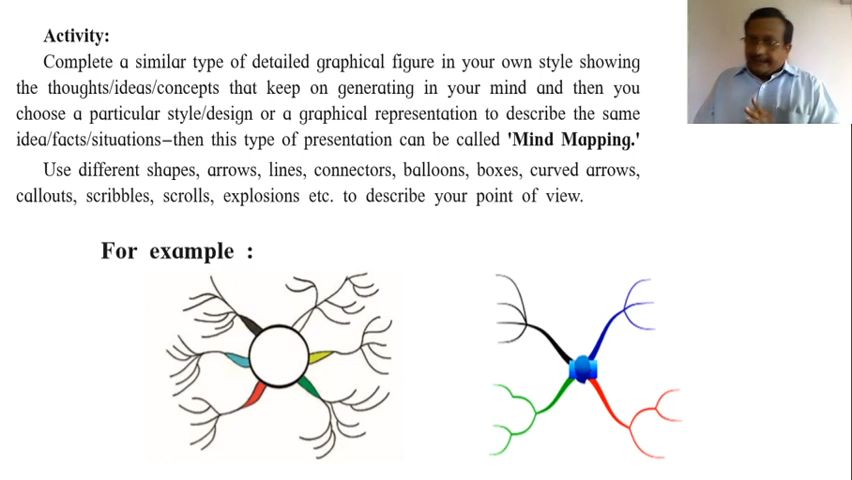 Activity:
Complete a similar type of detailed graphical figure in your own style showing
the thoughts/ideas/concepts that keep on generating in your mind and then you
choose a particular style/design or a graphical representation to describe the same
idea/facts/situations–then this type of presentation can be called 'Mind Mapping.'
Use different shapes, arrows, lines, connectors, balloons, boxes, curved arrows,
callouts, scribbles, scrolls, explosions etc. to describe your point of view.
For example :